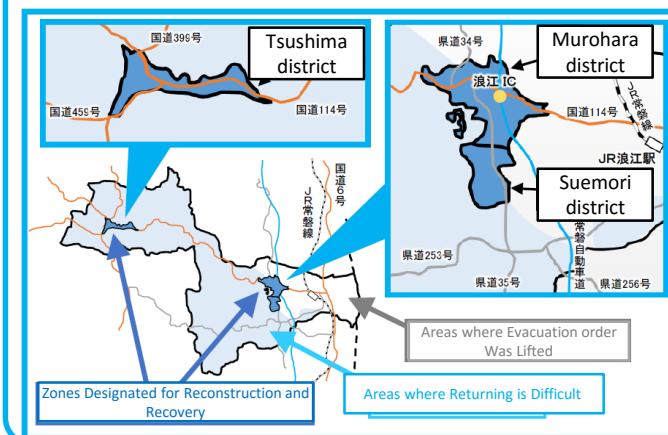 国道399号
Tsushima
district
国道459号
国道114号
県道34号
Murohara
district
浪江IC
国道114号
JR常磐線
JR浪江駅
Suemori
district
県道253号
常磐自動車道
県道35号
県道256号
国道6号
JR常磐線
Areas where Evacuation order
Was Lifted
Zones Designated for Reconstruction and
Recovery
Areas where Returning is Difficult